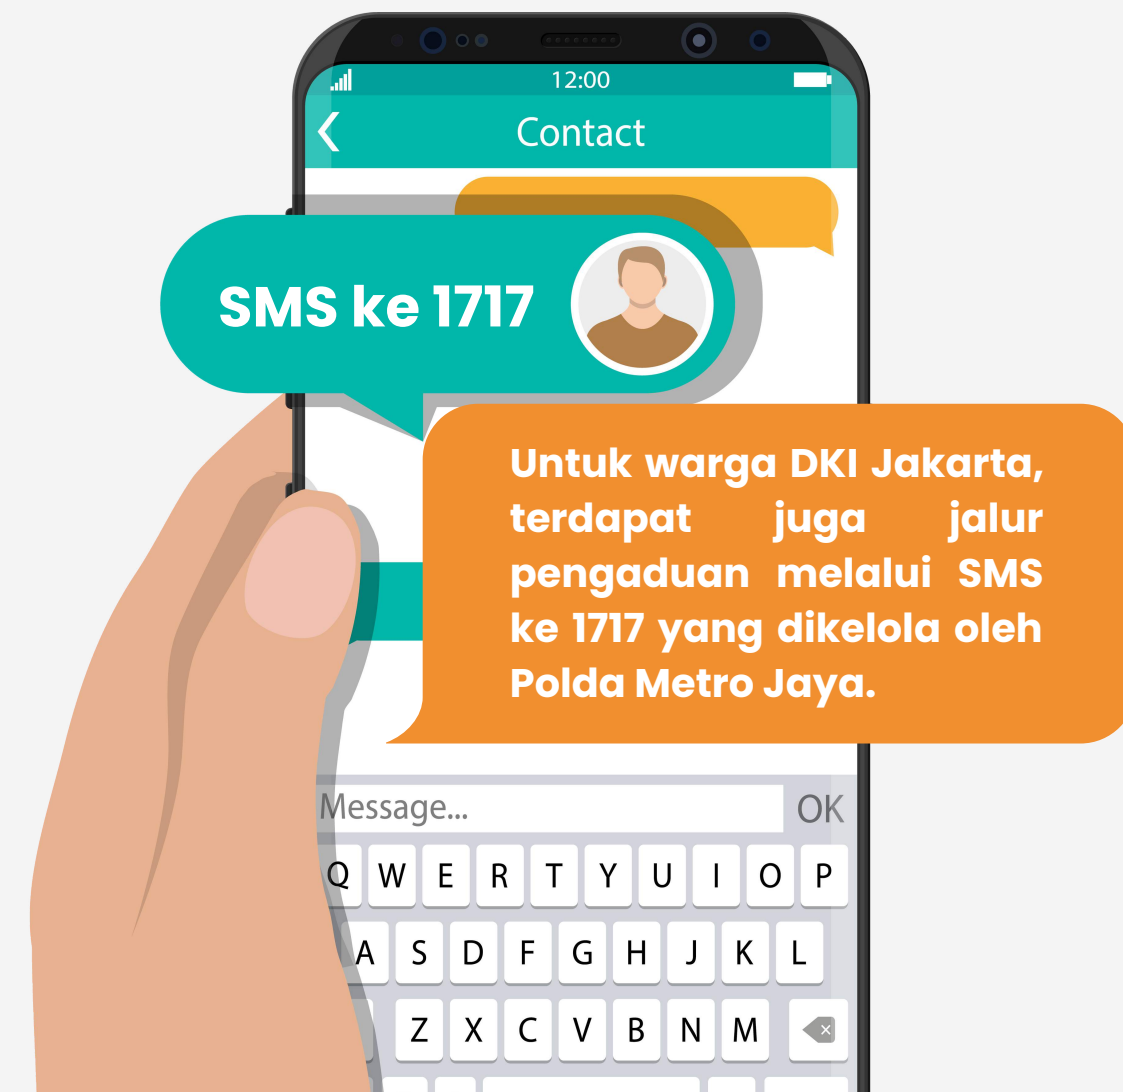 12:00
Contact
SMS ke 1717
Untuk warga DKI Jakarta,
terdapat juga jalur
pengaduan melalui SMS
ke 1717 yang dikelola oleh
Polda Metro Jaya.
Message...
OK
Q W E R T Y U I O P
A S D F G H J K L
Z X C V B N M